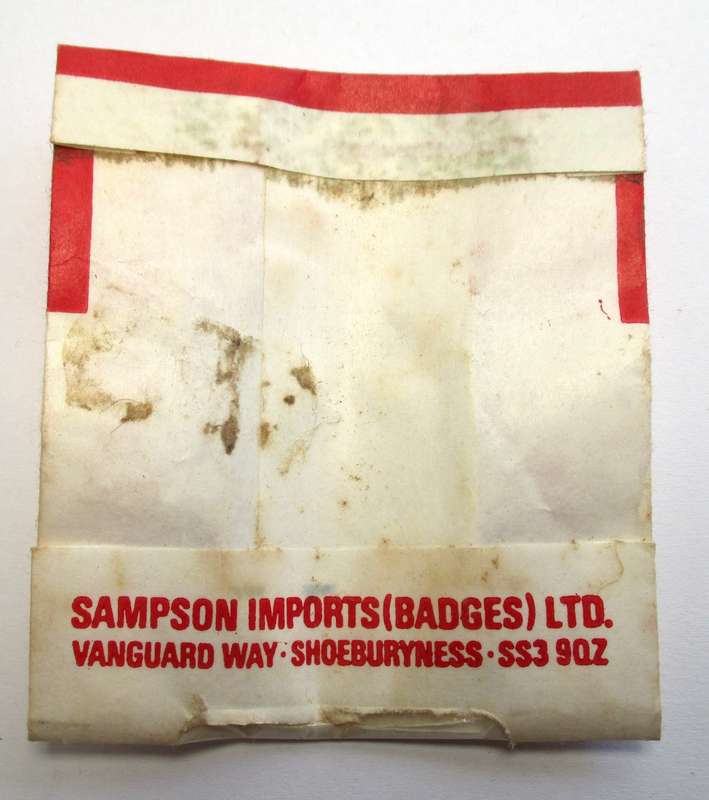 SAMPSON IMPORTS(BADGES) LTD.
VANGUARD WAY·SHOEBURYNESS·SS3 9QZ